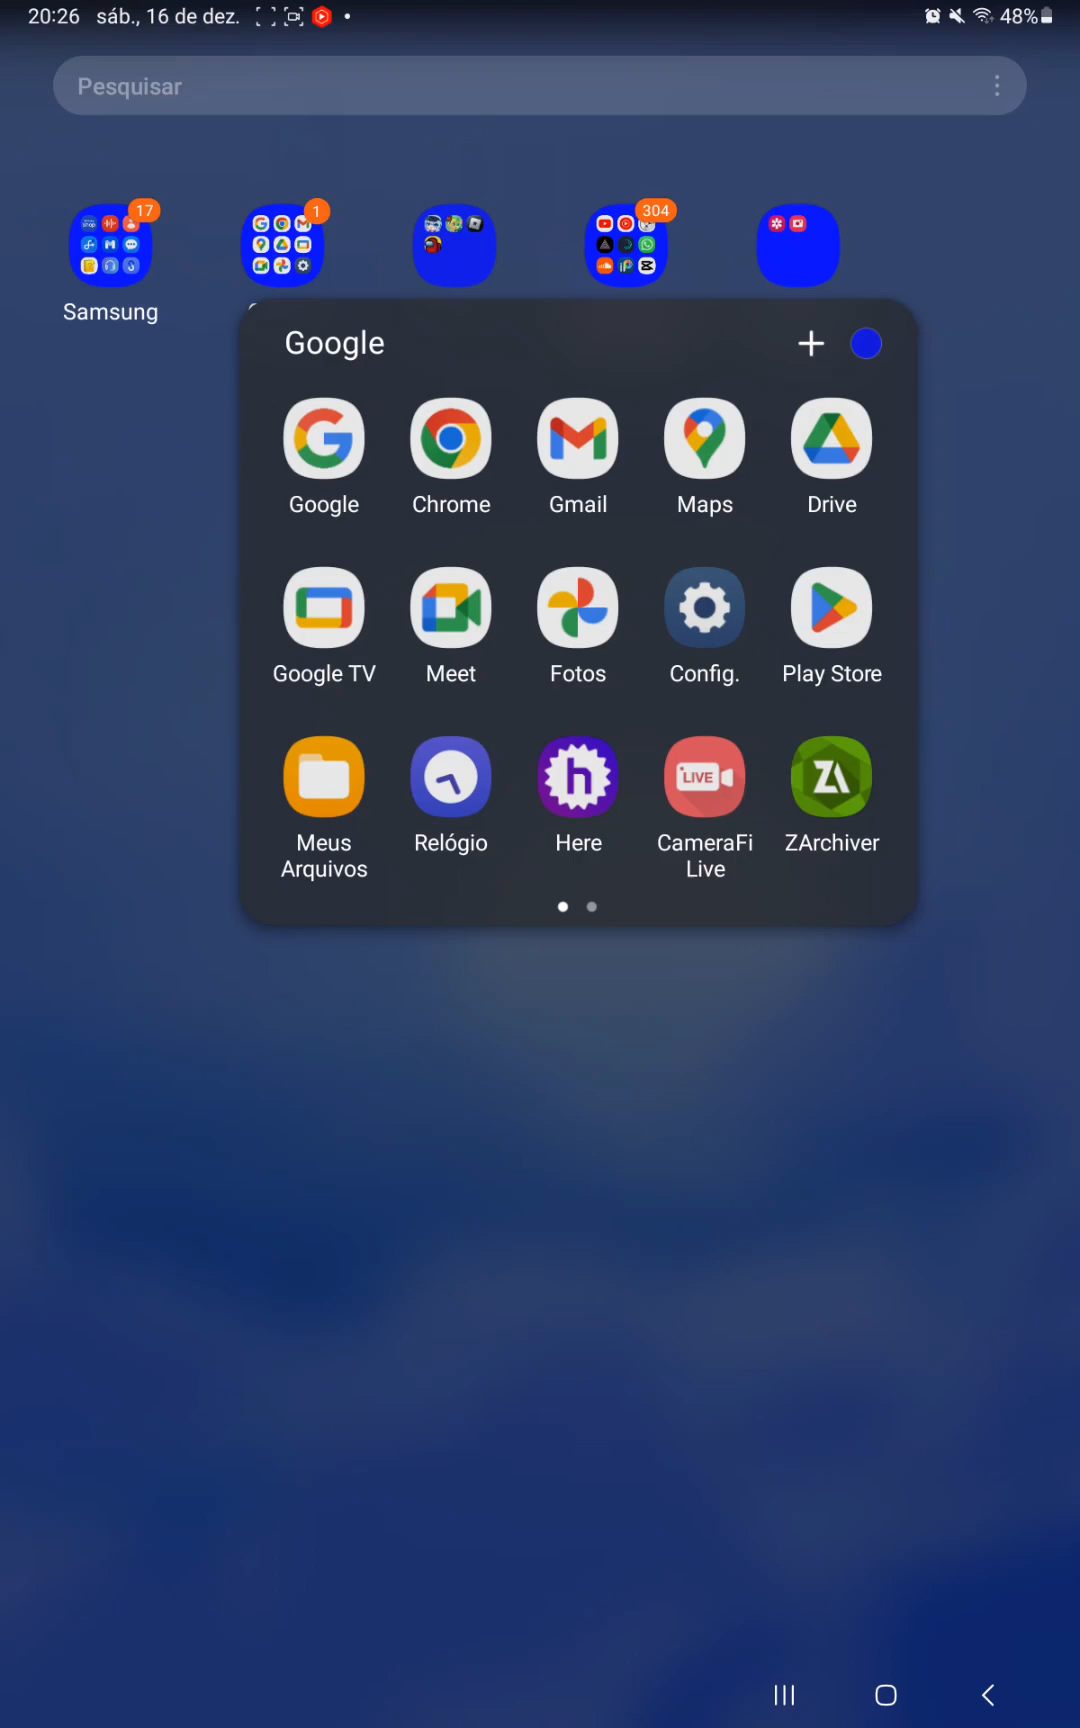 20:26 sáb., 16 de dez. 48%
Pesquisar
17 1 304
Samsung
Google
Google Chrome Gmail Maps Drive
Google TV Meet Fotos Config. Play Store
LIVE
Meus Arquivos Relógio Here CameraFi Live ZArchiver